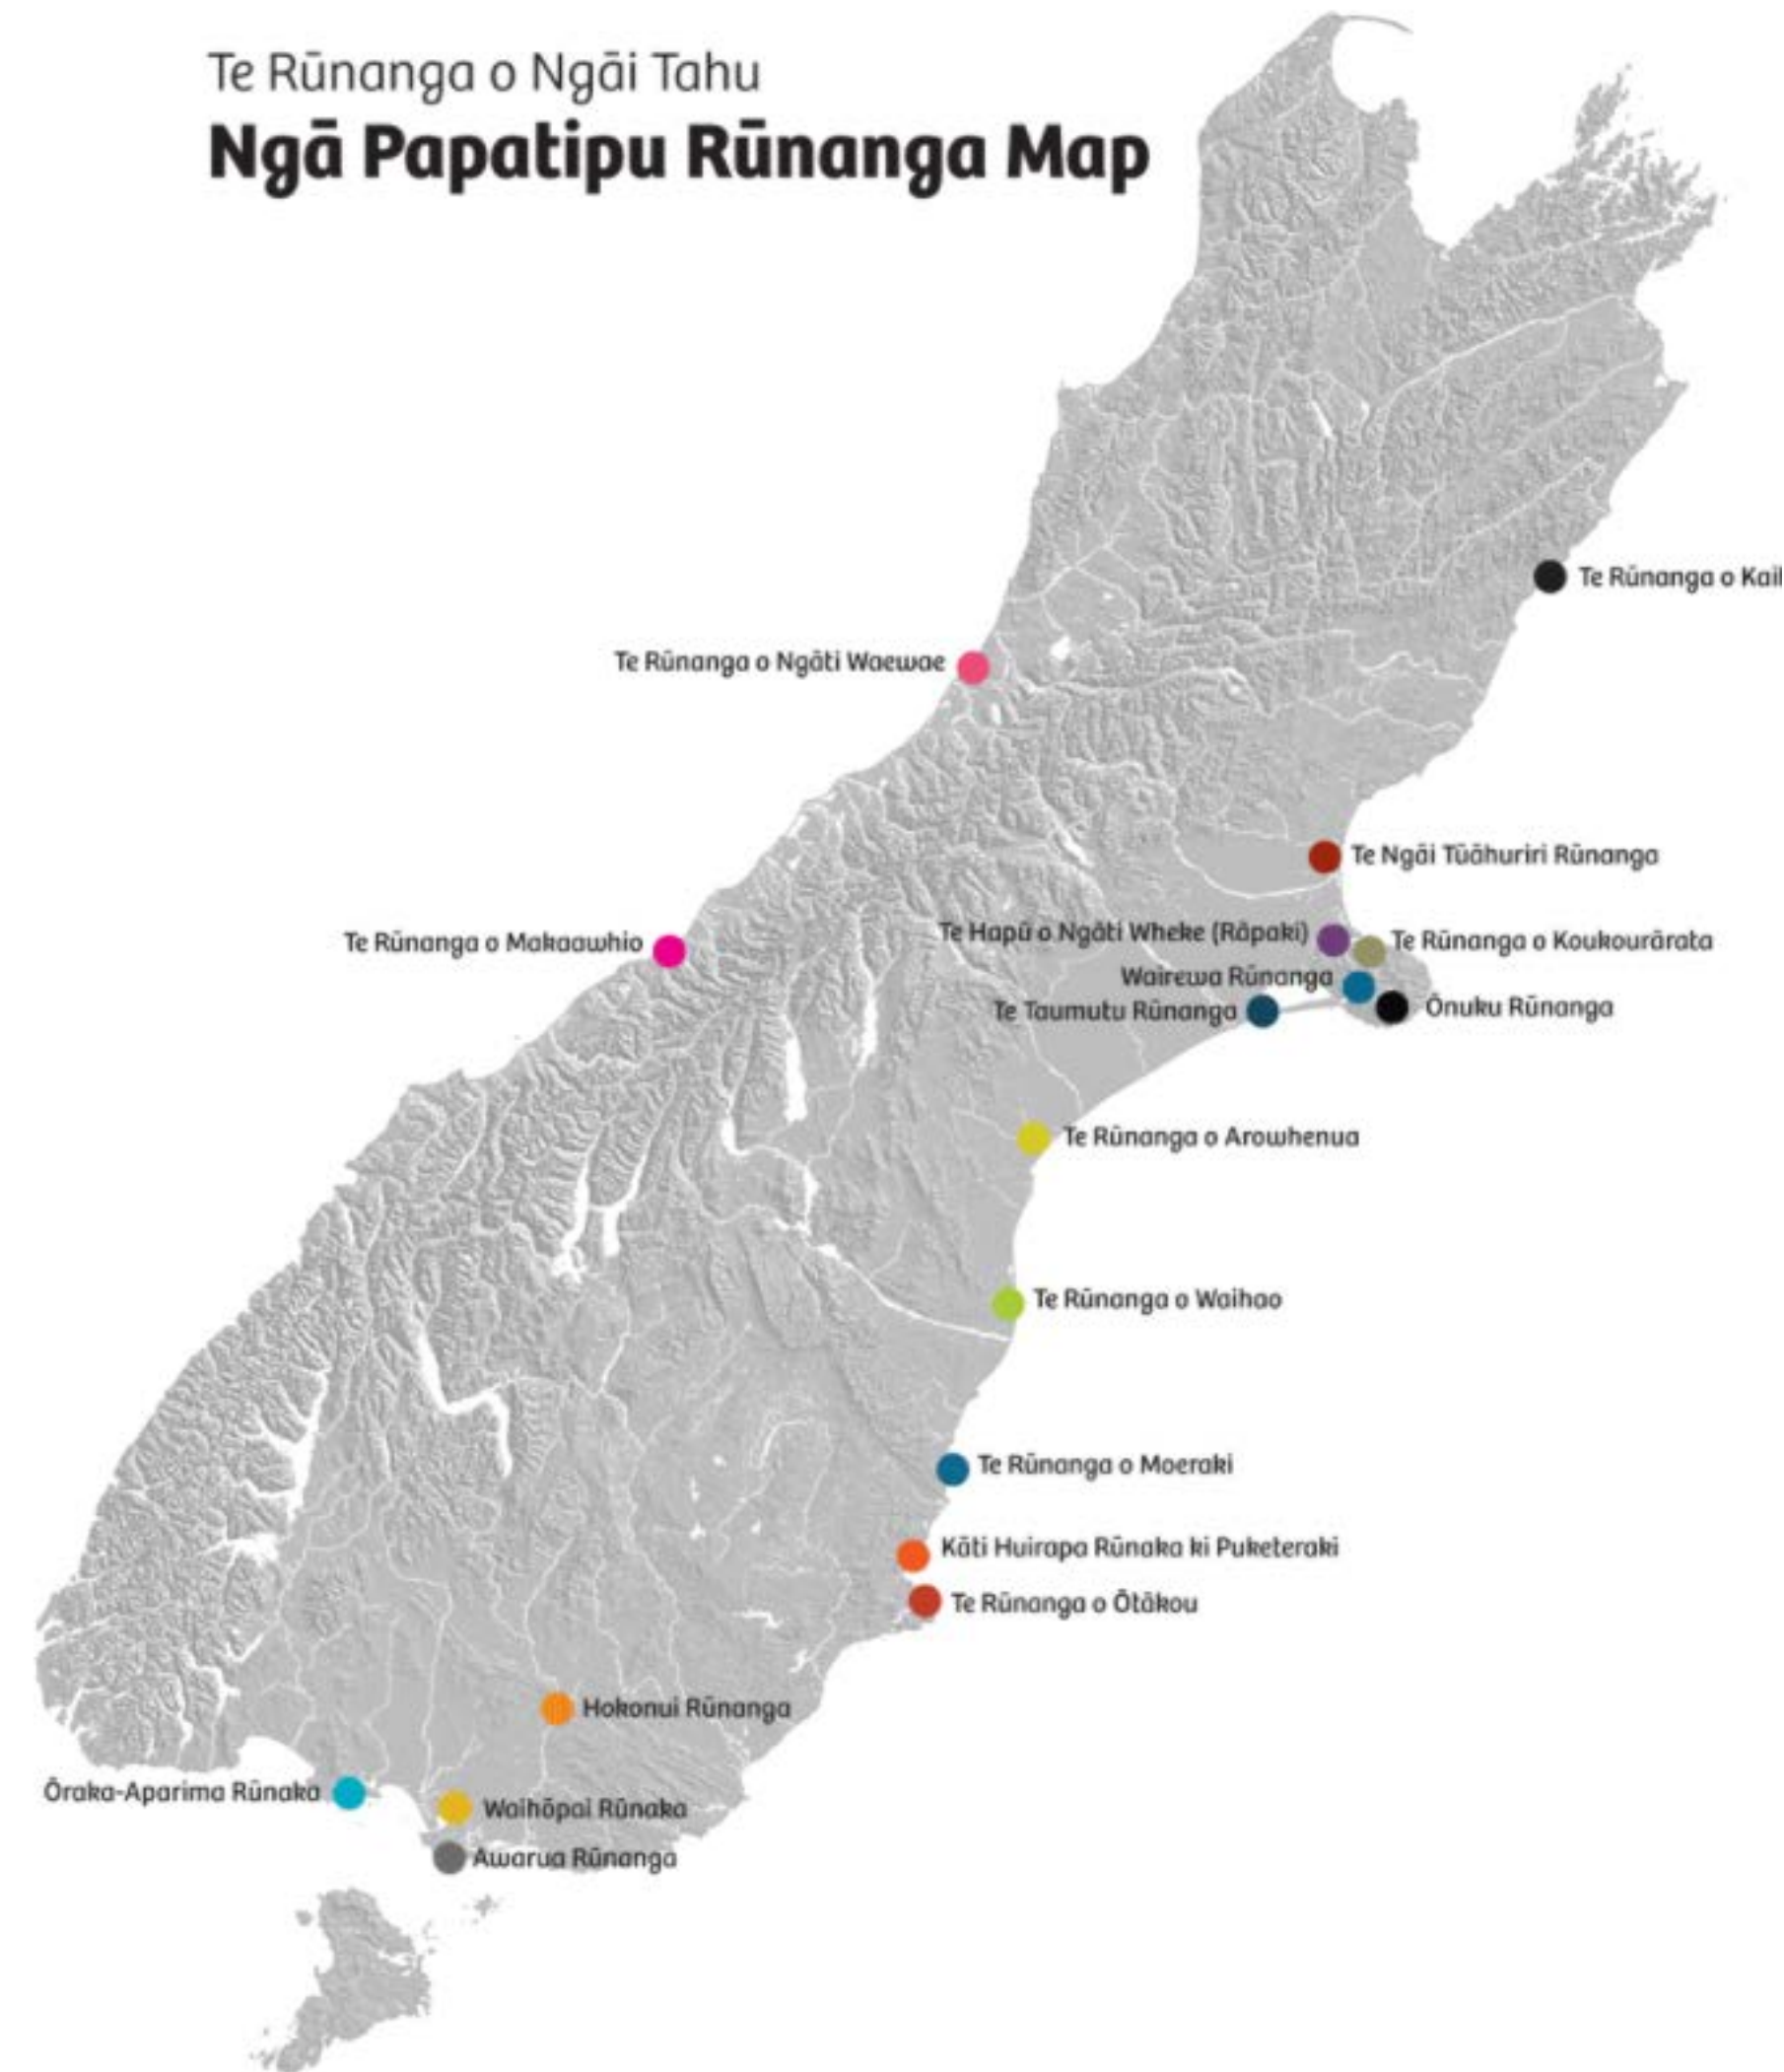 Te Rūnanga o Ngāi Tahu
Ngā Papatipu Rūnanga Map
Te Rūnanga o Kaik
Te Rūnanga o Ngāti Waewae
Te Ngāi Tūāhuriri Rūnanga
Te Hapū o Ngāti Wheke (Rāpaki)
Te Rūnanga o Koukourārata
Te Rūnanga o Makaawhio
Wairewa Rūnanga
Te Taumutu Rūnanga
Ōnuku Rūnanga
Te Rūnanga o Arowhenua
Te Rūnanga o Waihao
Te Rūnanga o Moeraki
Kāti Huirapa Rūnaka ki Puketeraki
Te Rūnanga o Ōtākou
Hokonui Rūnanga
Ōraka-Aparima Rūnaka
Waihōpai Rūnaka
Awarua Rūnanga